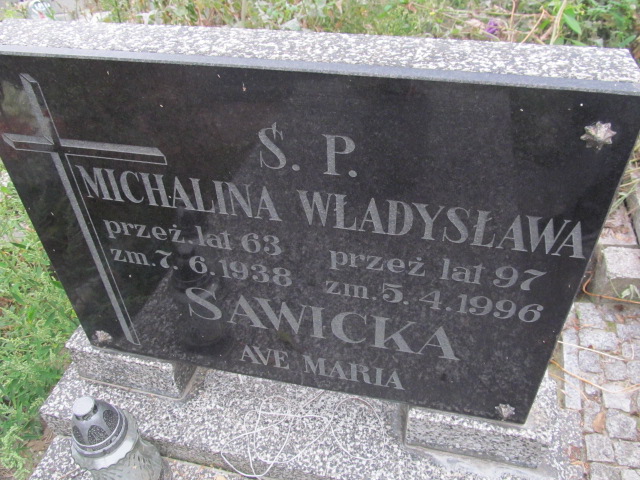 Ś. P.
MICHALINA WŁADYSŁAWA
przeż. lat 63 przeż lat 97
zm. 7. 6. 1938 zm. 5. 4. 1996
SAWICKA
AVE MARIA